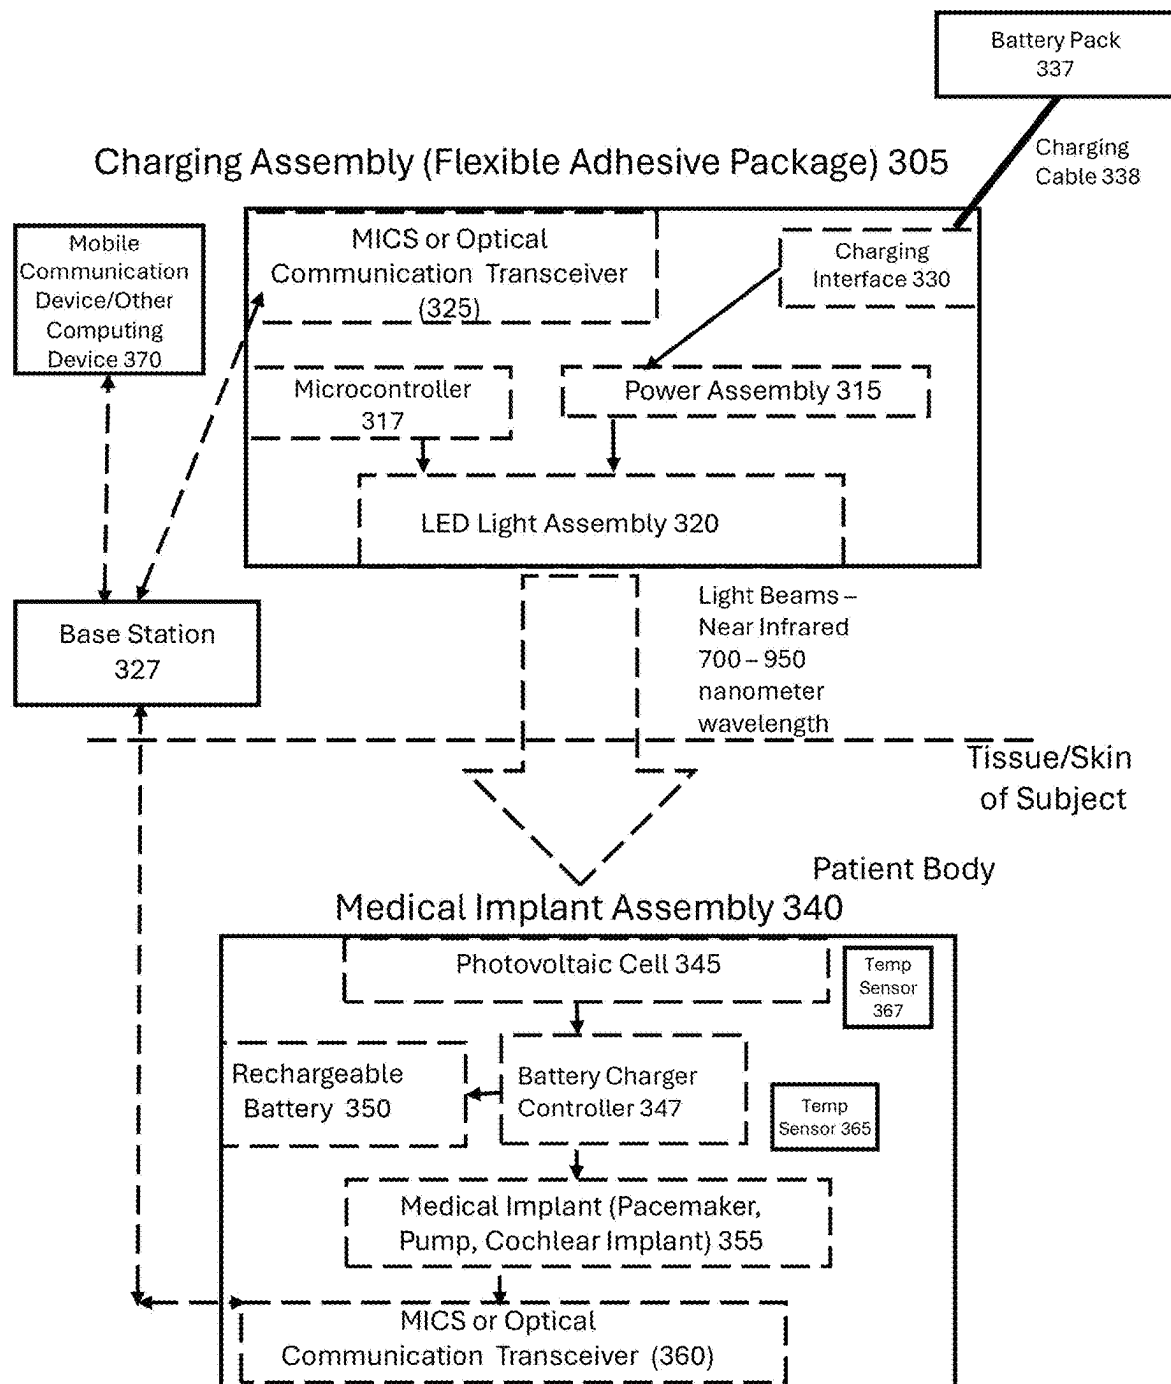 Battery Pack
337
Charging
Cable 338
Charging Assembly (Flexible Adhesive Package) 305
Mobile
Communication
Device/Other
Computing
Device 370
MICS or Optical
Communication Transceiver
(325)
Charging
Interface 330
Microcontroller
317
Power Assembly 315
LED Light Assembly 320
Base Station
327
Light Beams –
Near Infrared
700 – 950
nanometer
wavelength
Tissue/Skin
of Subject
Patient Body
Medical Implant Assembly 340
Photovoltaic Cell 345
Temp
Sensor
367
Rechargeable
Battery 350
Battery Charger
Controller 347
Temp
Sensor 365
Medical Implant (Pacemaker,
Pump, Cochlear Implant) 355
MICS or Optical
Communication Transceiver (360)